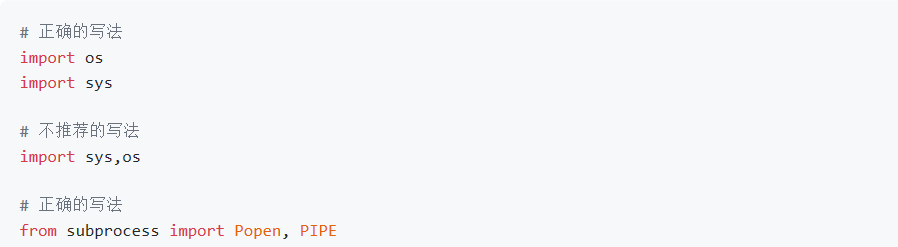 # 正确的写法
import os
import sys
# 不推荐的写法
import sys,os
# 正确的写法
from subprocess import Popen, PIPE